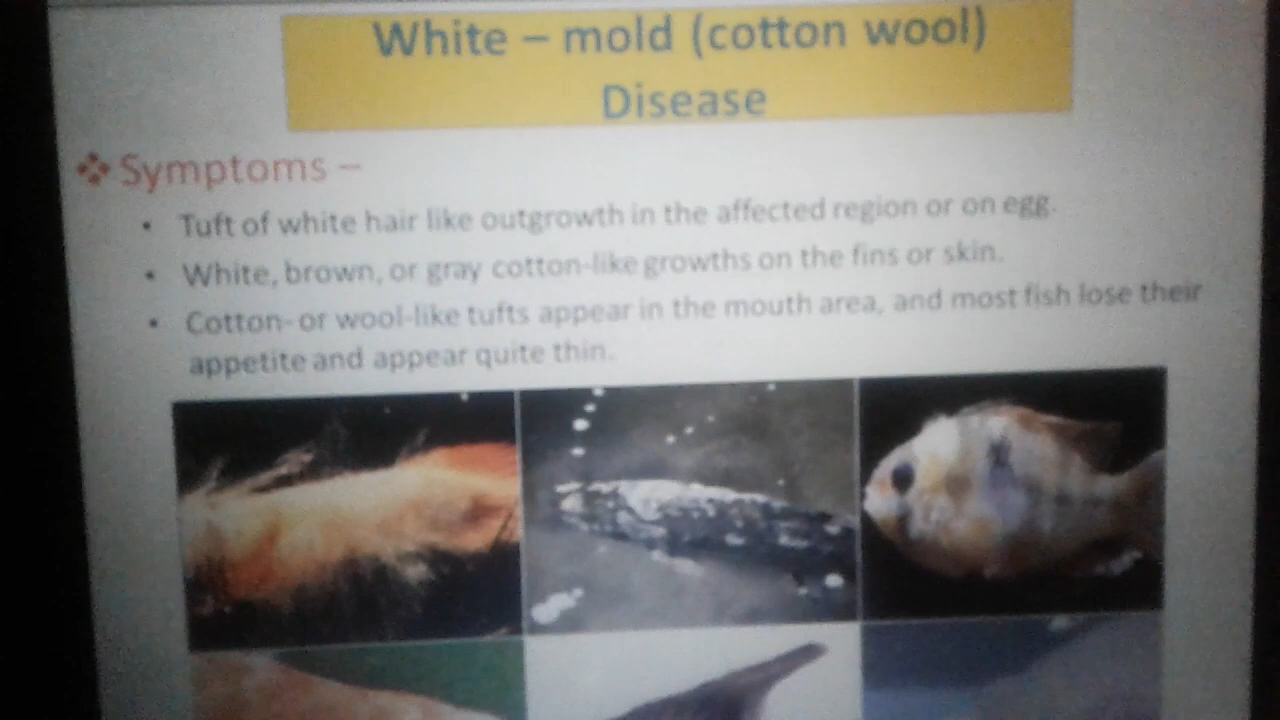 White – mold (cotton wool)
Disease
❖ Symptoms –
• Tuft of white hair like outgrowth in the affected region or on egg.
• White, brown, or gray cotton-like growths on the fins or skin.
• Cotton- or wool-like tufts appear in the mouth area, and most fish lose their
appetite and appear quite thin.